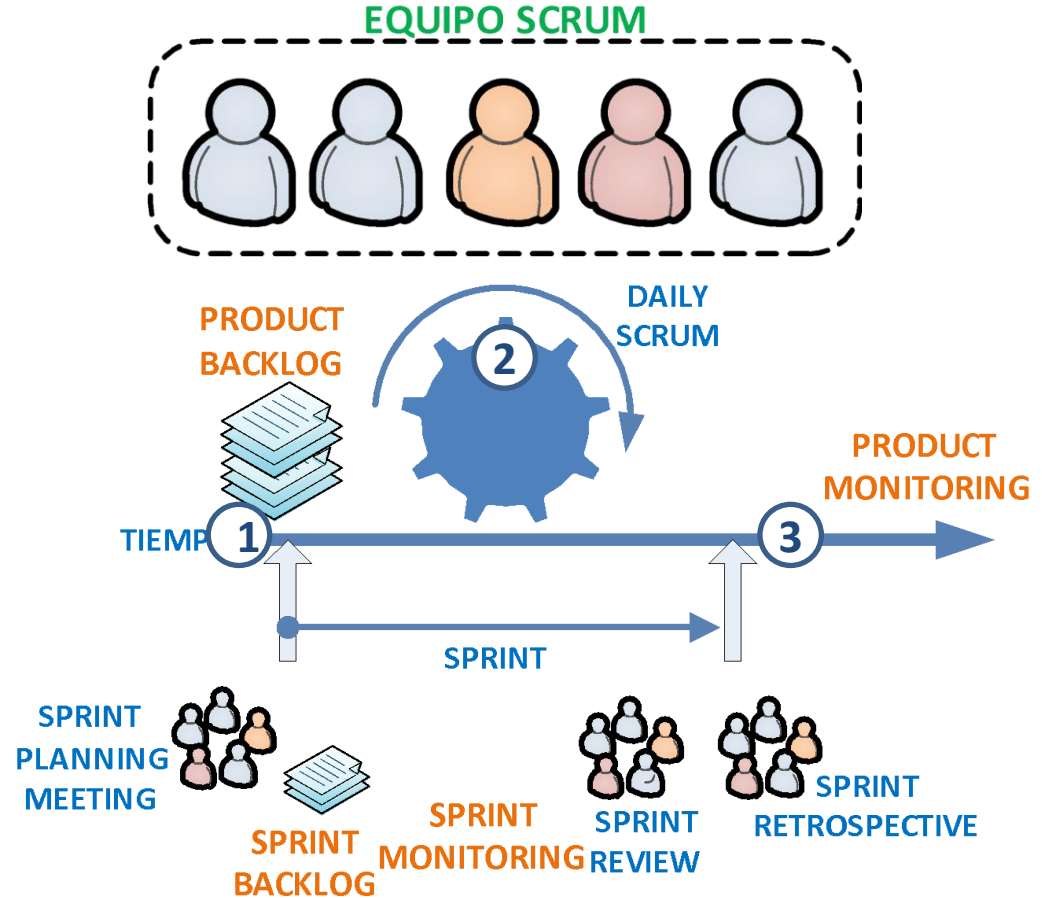 EQUIPO SCRUM
PRODUCT
BACKLOG
2
DAILY
SCRUM
PRODUCT
MONITORING
TIEMP
1
3
SPRINT
SPRINT
PLANNING
MEETING
SPRINT
BACKLOG
SPRINT
MONITORING
SPRINT
REVIEW
SPRINT
RETROSPECTIVE